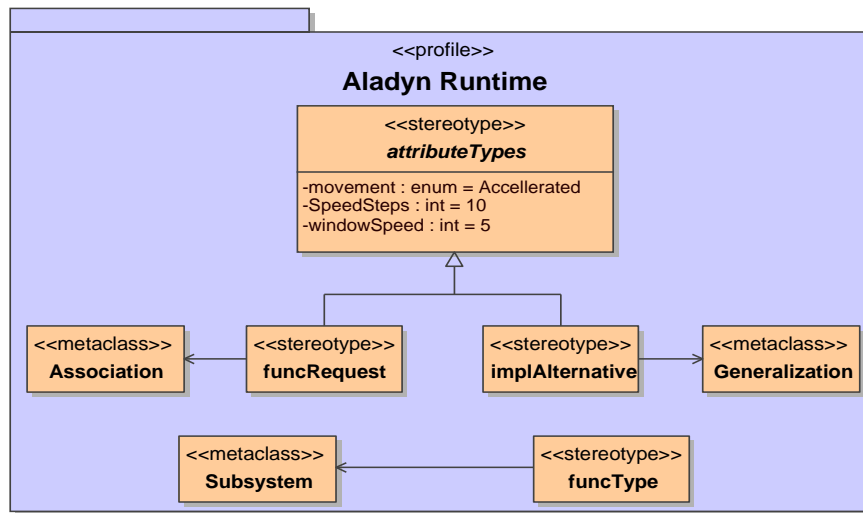 <<profile>>
Aladyn Runtime
<<stereotype>>
attributeTypes
-movement : enum = Accellerated
-SpeedSteps : int = 10
-windowSpeed : int = 5
<<metaclass>>
Association
<<stereotype>>
funcRequest
<<stereotype>>
implAlternative
<<metaclass>>
Generalization
<<metaclass>>
Subsystem
<<stereotype>>
funcType